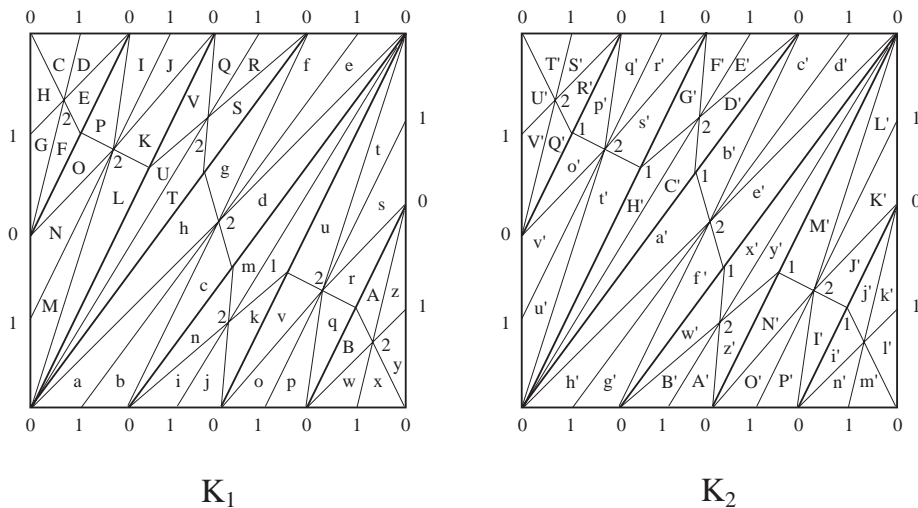 0 1 0 1 0 1 0 1 0 0 1 0 1 0 1 0 1 0
C D I J Q R f e T' S' q' r' F' E' c' d'
H E V S U' 2 R' p' G' D'
1 2 P 2 t 1 1 V' Q' 1 s' 2 L' 1
G F O 2 K U g o' 2 1 C' 1 b'
L T d s 0 t' H' e' K' 0
0 N h 2 u 0 v' a' 2 M'
M c m 1 2 r A z u' f' 1 x' y' 1 2 J' j' k'
1 n 2 k v q B 2 1 1 w' 2 z' N' I' 1 i' l' 1
a b i j o p w x y h' g' B' A' O' P' n' m'
0 1 0 1 0 1 0 1 0 0 1 0 1 0 1 0 1 0
K1 K2